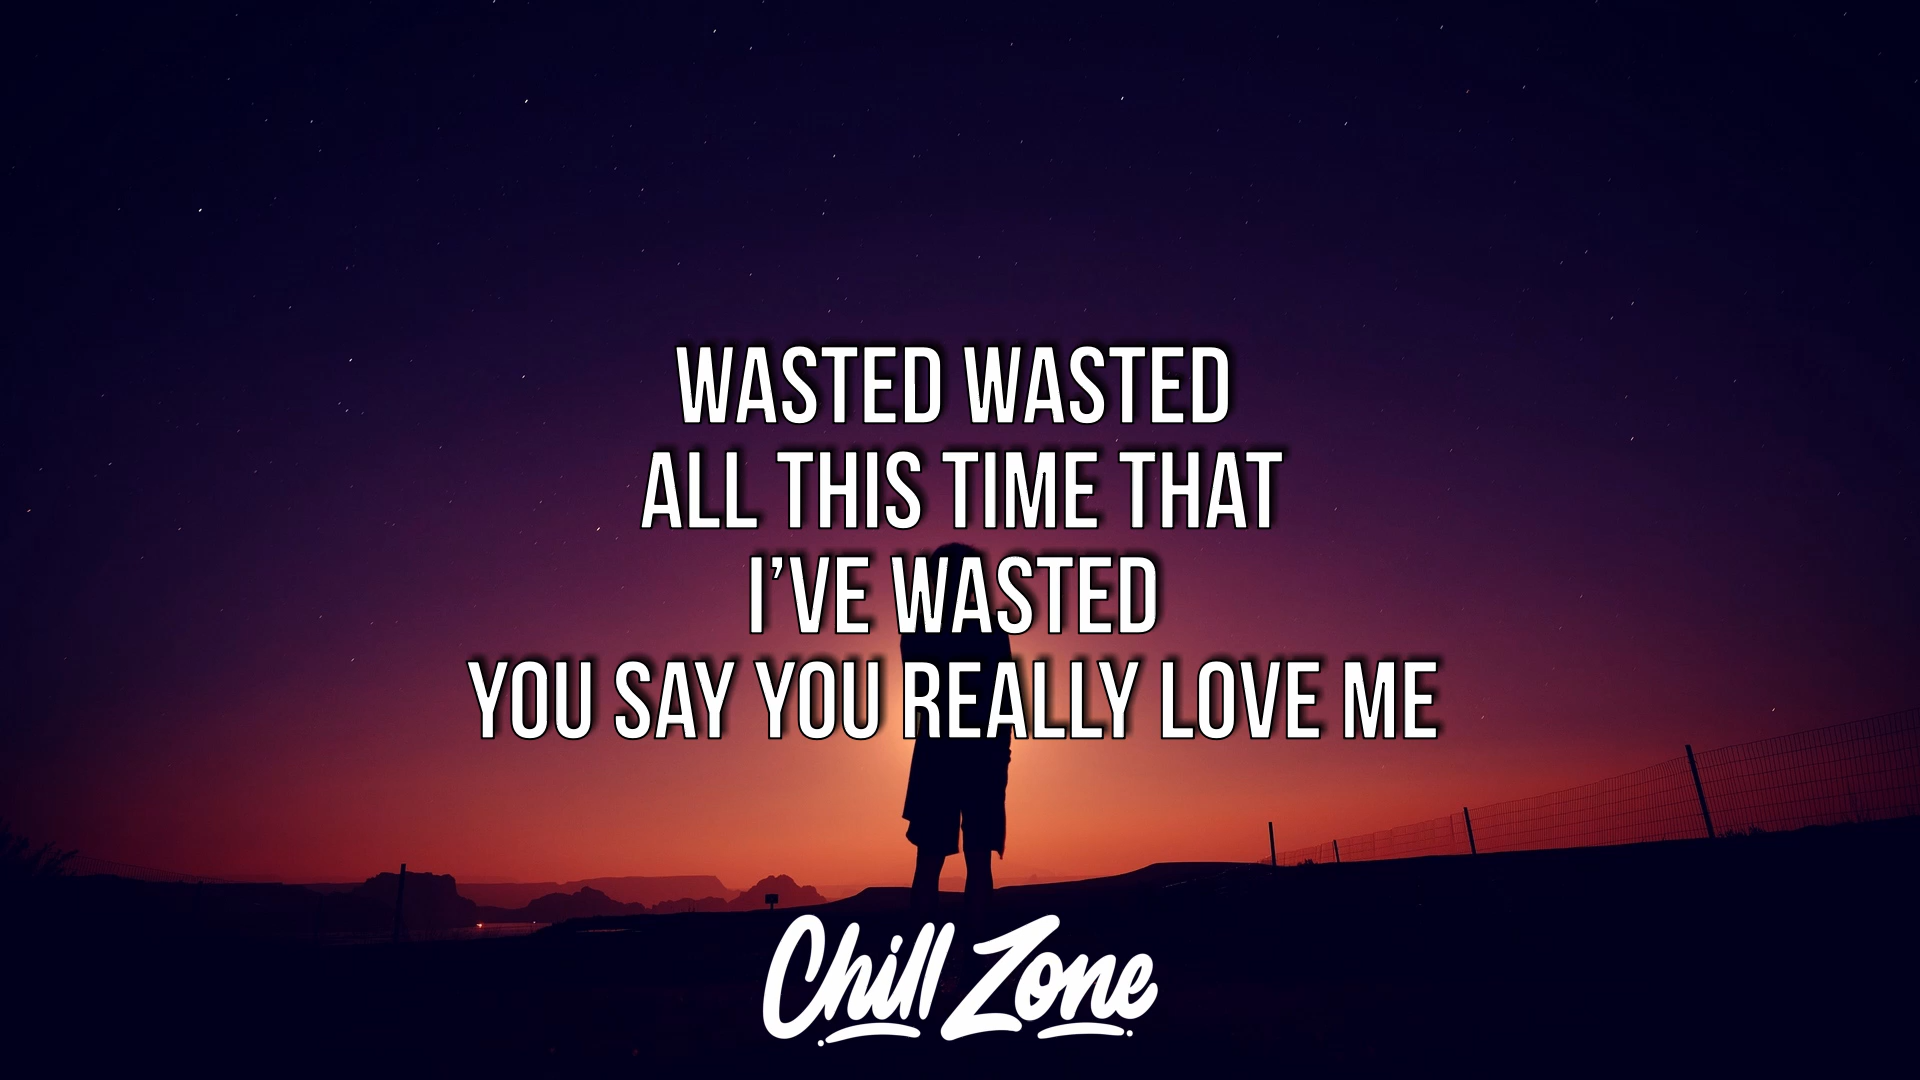 WASTED WASTED
ALL THIS TIME THAT
I'VE WASTED
YOU SAY YOU REALLY LOVE ME
Chill Zone